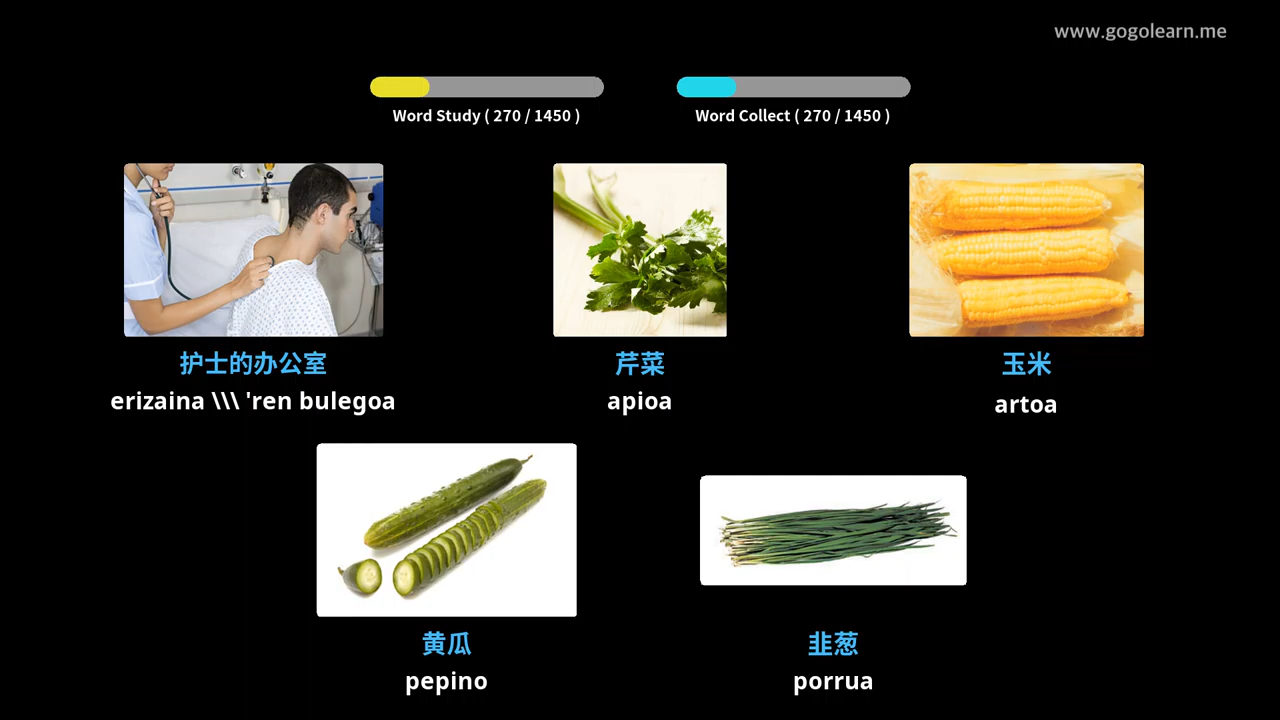 www.gogolearn.me
Word Study ( 270 / 1450 )
Word Collect ( 270 / 1450 )
护士的办公室
erizaina \\\ 'ren bulegoa
芹菜
apioa
玉米
artoa
黄瓜
pepino
韭葱
porrua